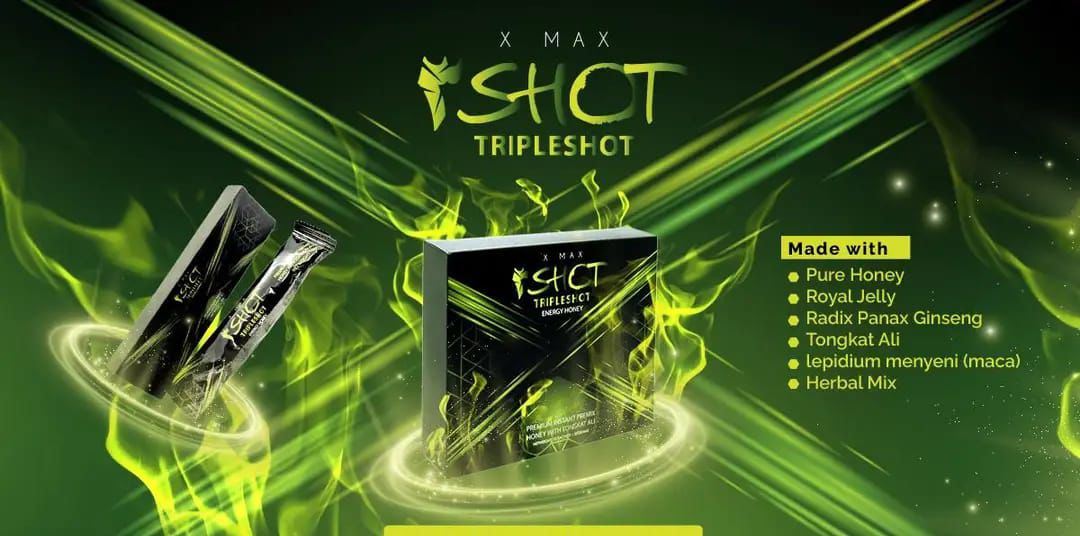 X MAX
SHOT
TRIPLESHOT
SHOT
TRIPLESHOT
X MAX
SHOT
TRIPLESHOT
ENERGY HONEY
PREMIUM INSTANT PREMIX
HONEY WITH TONGKAT ALI
Made with
Pure Honey
Royal Jelly
Radix Panax Ginseng
Tongkat Ali
lepidium menyeni (maca)
Herbal Mix